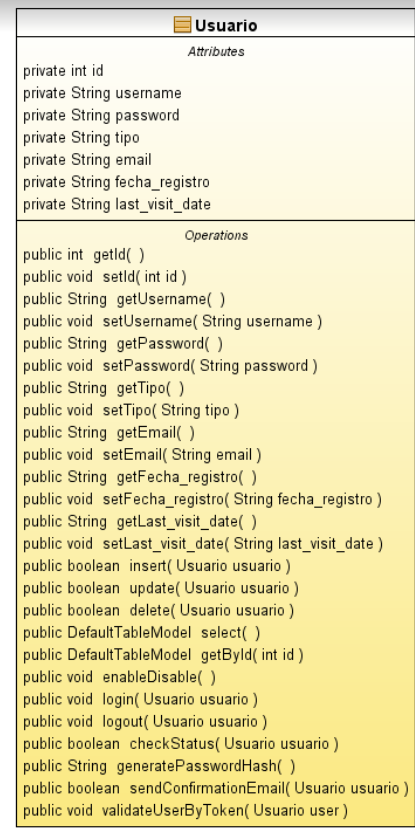 Usuario
Attributes
private int id
private String username
private String password
private String tipo
private String email
private String fecha_registro
private String last_visit_date
Operations
public int getId( )
public void setId( int id )
public String getUsername( )
public void setUsername( String username )
public String getPassword( )
public void setPassword( String password )
public String getTipo( )
public void setTipo( String tipo )
public String getEmail( )
public void setEmail( String email )
public String getFecha_registro( )
public void setFecha_registro( String fecha_registro )
public String getLast_visit_date( )
public void setLast_visit_date( String last_visit_date )
public boolean insert( Usuario usuario )
public boolean update( Usuario usuario )
public boolean delete( Usuario usuario )
public DefaultTableModel select( )
public DefaultTableModel getById( int id )
public void enableDisable( )
public void login( Usuario usuario )
public void logout( Usuario usuario )
public boolean checkStatus( Usuario usuario )
public String generatePasswordHash( )
public boolean sendConfirmationEmail( Usuario usuario )
public void validateUserByToken( Usuario user )